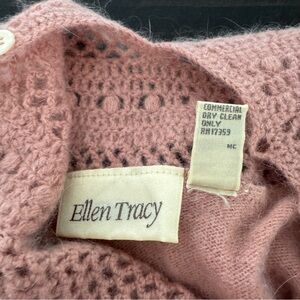 COMMERCIAL
DRY CLEAN
ONLY
RN17359
MC
Ellen Tracy